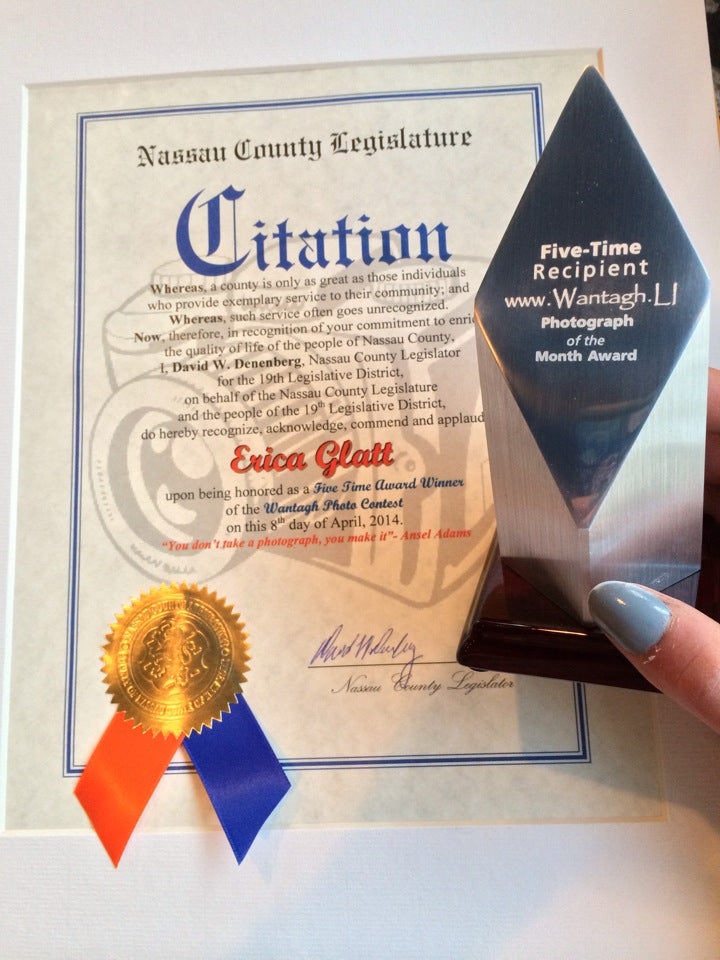 Nassau County Legislature
Citation
Whereas, a county is only as great as those individuals
who provide exemplary service to their community; and
Whereas, such service often goes unrecognized.
Now, therefore, in recognition of your commitment to enric
the quality of life of the people of Nassau County,
I, David W. Denenberg, Nassau County Legislator
for the 19th Legislative District,
on behalf of the Nassau County Legislature
and the people of the 19th Legislative District,
do hereby recognize, acknowledge, commend and applaud
Erica Glatt
upon being honored as a Five Time Award Winner
of the Wantagh Photo Contest
on this 8th day of April, 2014.
"You don't take a photograph, you make it"- Ansel Adams
Nassau County Legislator
Five-Time
Recipient
www.Wantagh.LI
Photograph
of the
Month Award